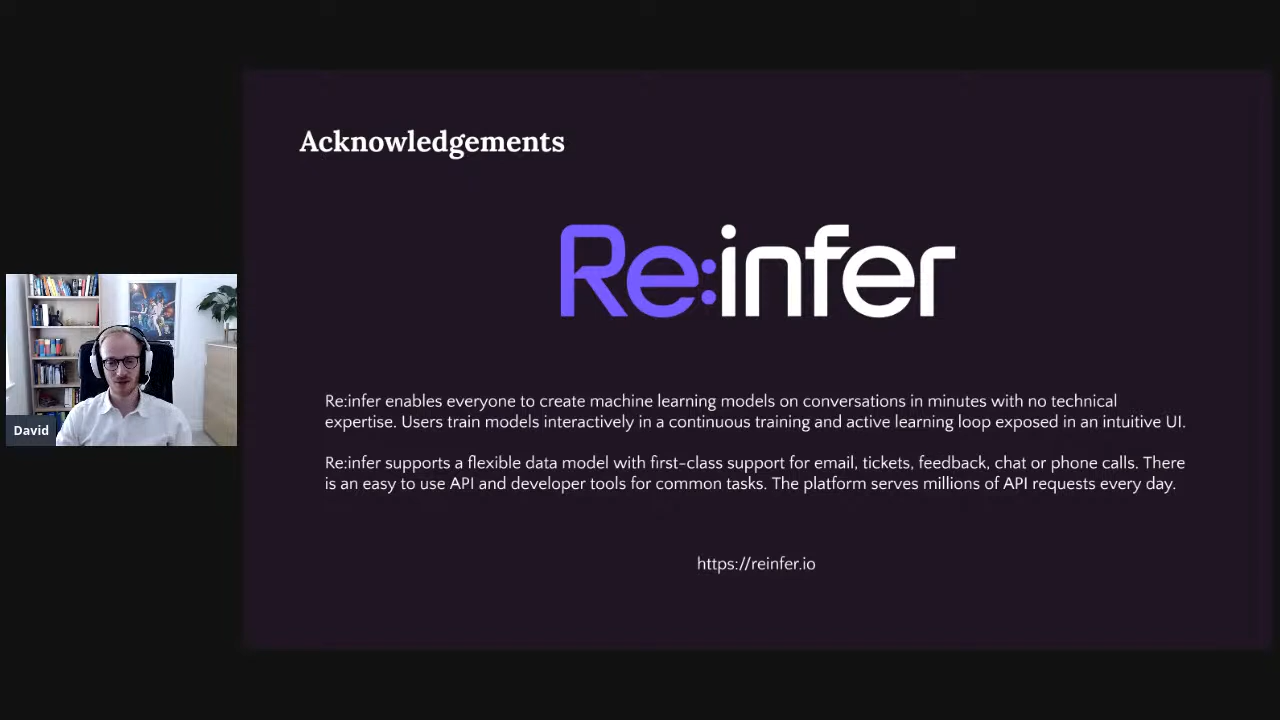 Acknowledgements
Re:infer
Re:infer enables everyone to create machine learning models on conversations in minutes with no technical
expertise. Users train models interactively in a continuous training and active learning loop exposed in an intuitive UI.
Re:infer supports a flexible data model with first-class support for email, tickets, feedback, chat or phone calls. There
is an easy to use API and developer tools for common tasks. The platform serves millions of API requests every day.
https://reinfer.io
David